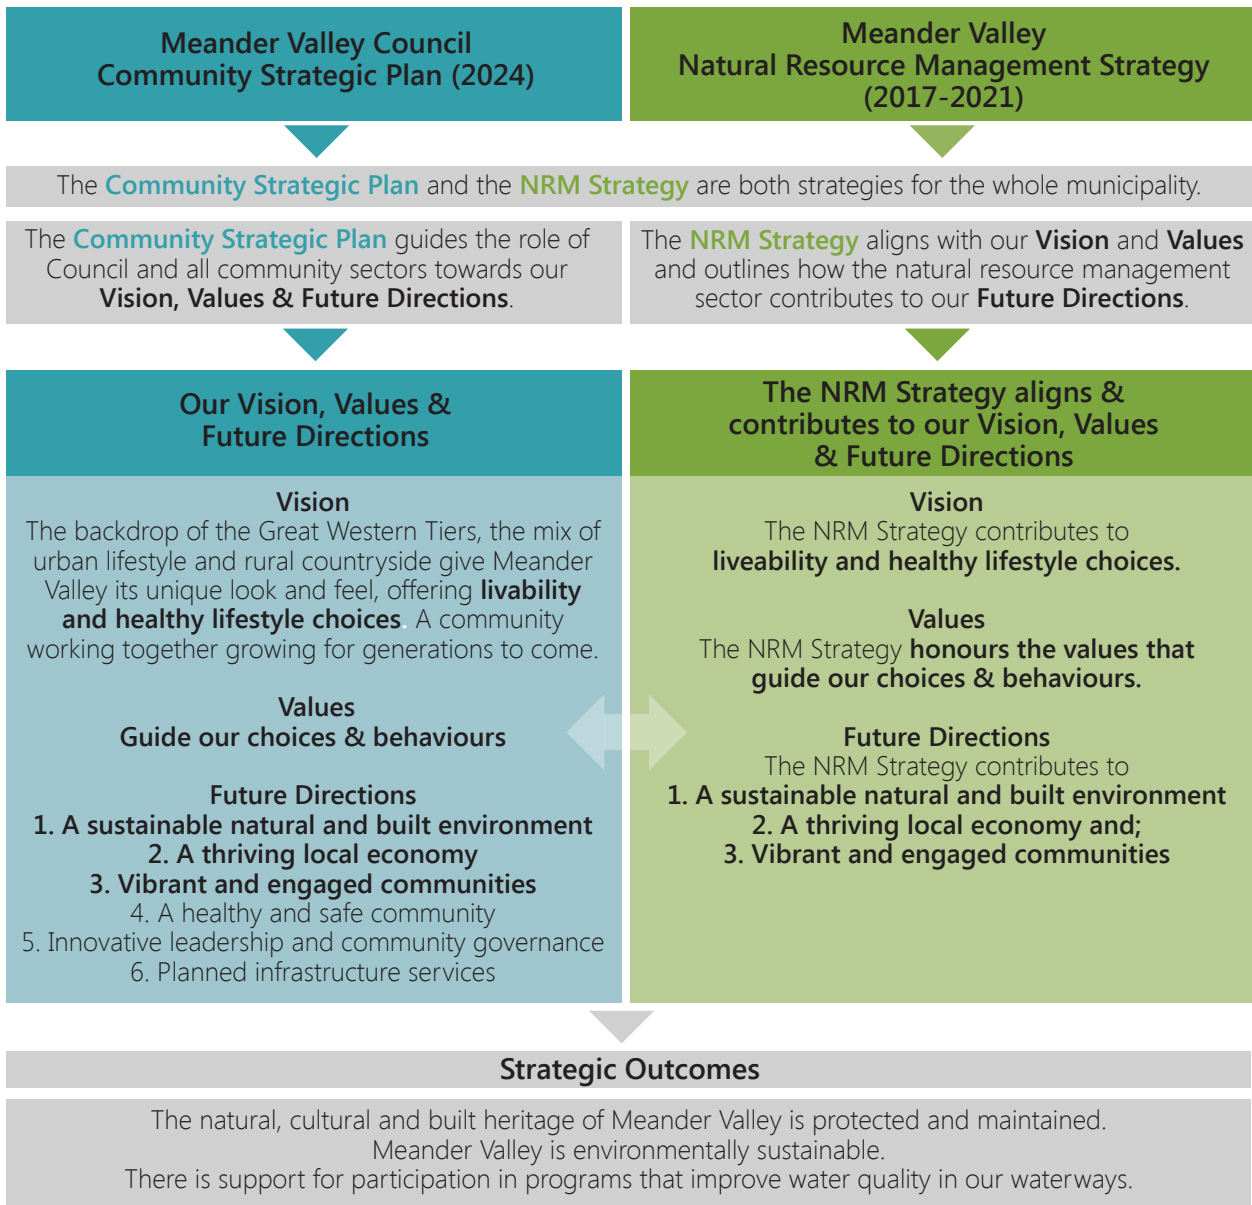 Meander Valley Council
Community Strategic Plan (2024)
Meander Valley
Natural Resource Management Strategy
(2017-2021)
The Community Strategic Plan and the NRM Strategy are both strategies for the whole municipality.
The Community Strategic Plan guides the role of
Council and all community sectors towards our
Vision, Values & Future Directions.
The NRM Strategy aligns with our Vision and Values
and outlines how the natural resource management
sector contributes to our Future Directions.
Our Vision, Values &
Future Directions
Vision
The backdrop of the Great Western Tiers, the mix of
urban lifestyle and rural countryside give Meander
Valley its unique look and feel, offering livability
and healthy lifestyle choices. A community
working together growing for generations to come.
Values
Guide our choices & behaviours
Future Directions
1. A sustainable natural and built environment
2. A thriving local economy
3. Vibrant and engaged communities
4. A healthy and safe community
5. Innovative leadership and community governance
6. Planned infrastructure services
The NRM Strategy aligns &
contributes to our Vision, Values
& Future Directions
Vision
The NRM Strategy contributes to
liveability and healthy lifestyle choices.
Values
The NRM Strategy honours the values that
guide our choices & behaviours.
Future Directions
The NRM Strategy contributes to
1. A sustainable natural and built environment
2. A thriving local economy and;
3. Vibrant and engaged communities
Strategic Outcomes
The natural, cultural and built heritage of Meander Valley is protected and maintained.
Meander Valley is environmentally sustainable.
There is support for participation in programs that improve water quality in our waterways.